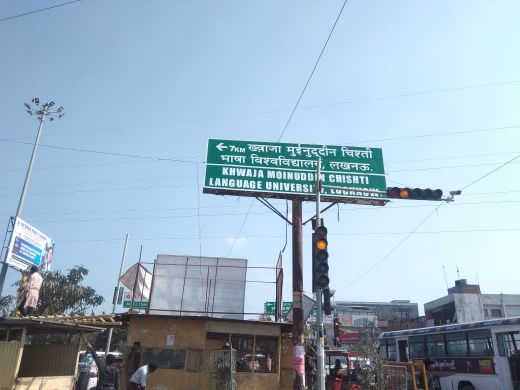 ← 7KM ख्वाजा मुईनुद्दीन चिश्ती
भाषा विश्वविद्यालय, लखनऊ.
KHWAJA MOINUDDIN CHISHTI
LANGUAGE UNIVERSITY, LUCKNOW.